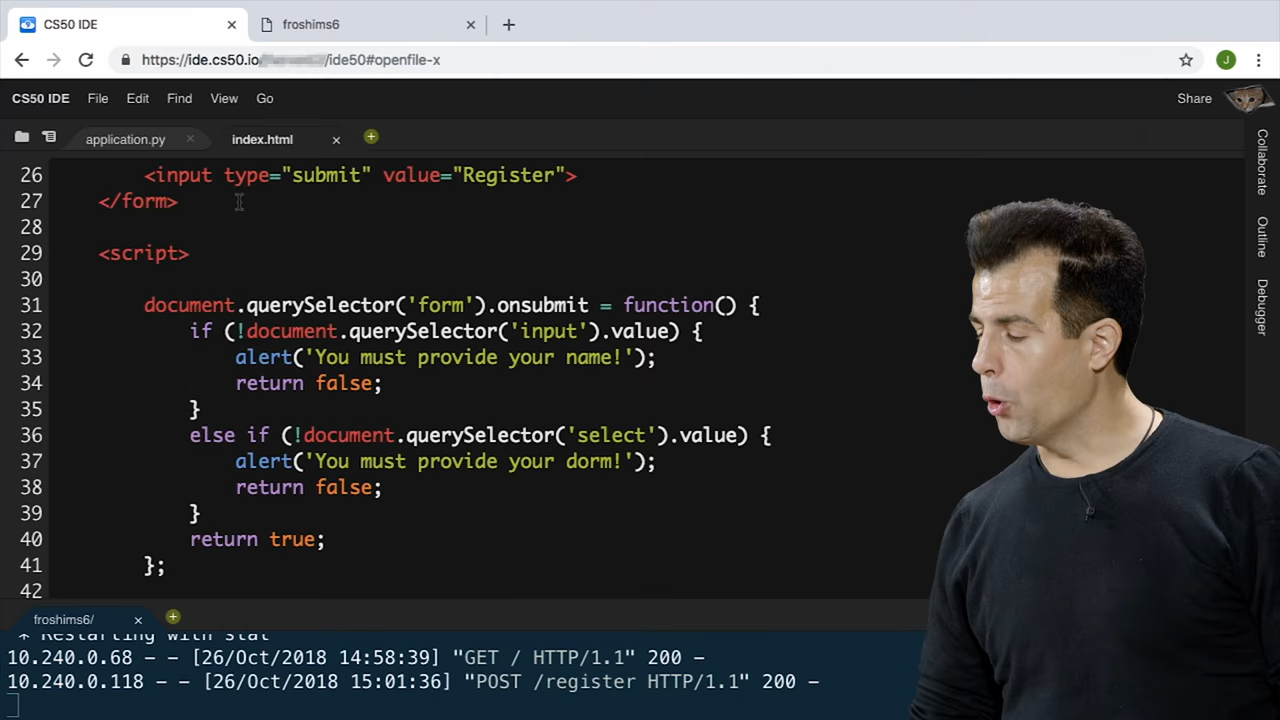 CS50 IDE
froshims6
https://ide.cs50.io/ /ide50#openfile-x
J
CS50 IDE File Edit Find View Go Share
application.py index.html
Collaborate
Outline
Debugger
26 <input type="submit" value="Register">
27 </form>
28
29 <script>
30
31 document.querySelector('form').onsubmit = function() {
32 if (!document.querySelector('input').value) {
33 alert('You must provide your name!');
34 return false;
35 }
36 else if (!document.querySelector('select').value) {
37 alert('You must provide your dorm!');
38 return false;
39 }
40 return true;
41 };
42
froshims6/
* Restarting with stat
10.240.0.68 - - [26/Oct/2018 14:58:39] "GET / HTTP/1.1" 200 -
10.240.0.118 - - [26/Oct/2018 15:01:36] "POST /register HTTP/1.1" 200 -